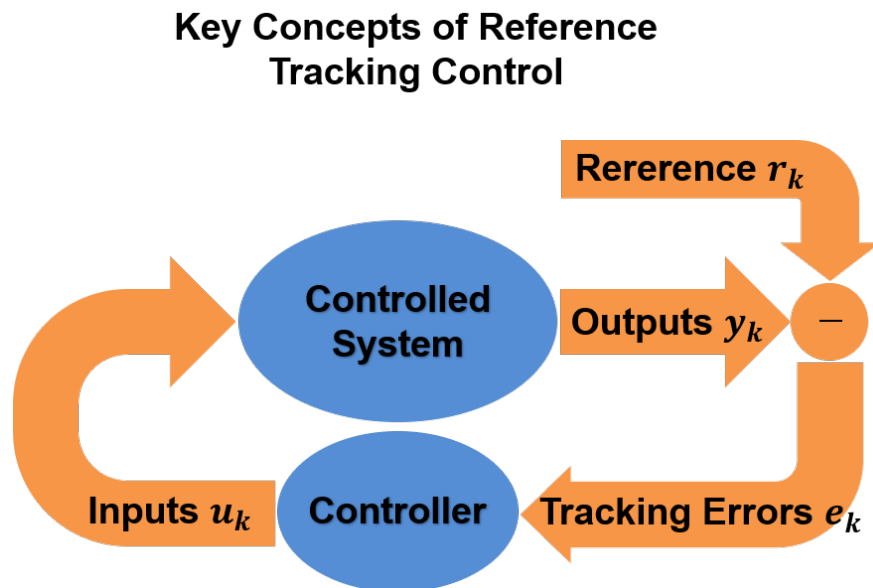 Key Concepts of Reference
Tracking Control
Rererence r_k
Controlled
System
Outputs y_k
−
Inputs u_k
Controller
Tracking Errors e_k